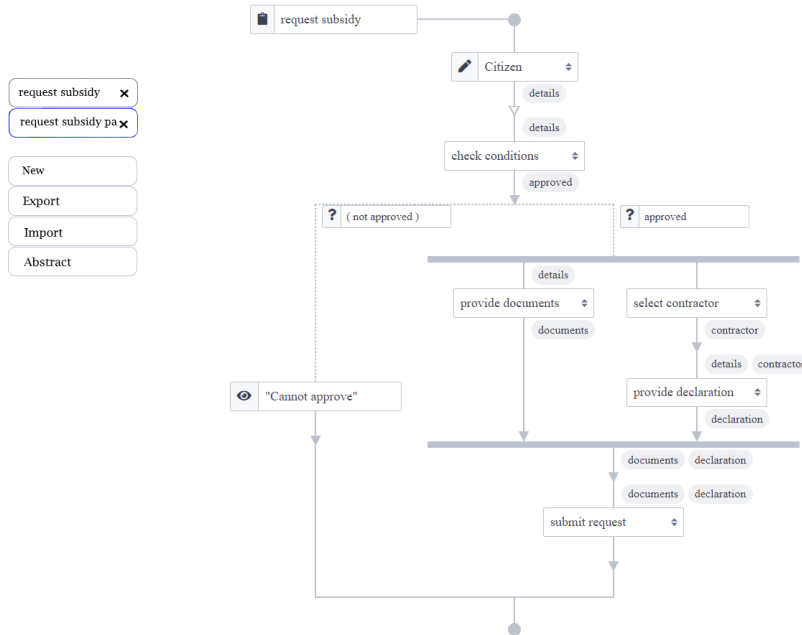 request subsidy
Citizen
details
request subsidy
request subsidy pa
details
check conditions
New
approved
Export
? ( not approved )
? approved
Import
Abstract
details
provide documents
select contractor
documents
contractor
details contractor
"Cannot approve"
provide declaration
declaration
documents declaration
documents declaration
submit request